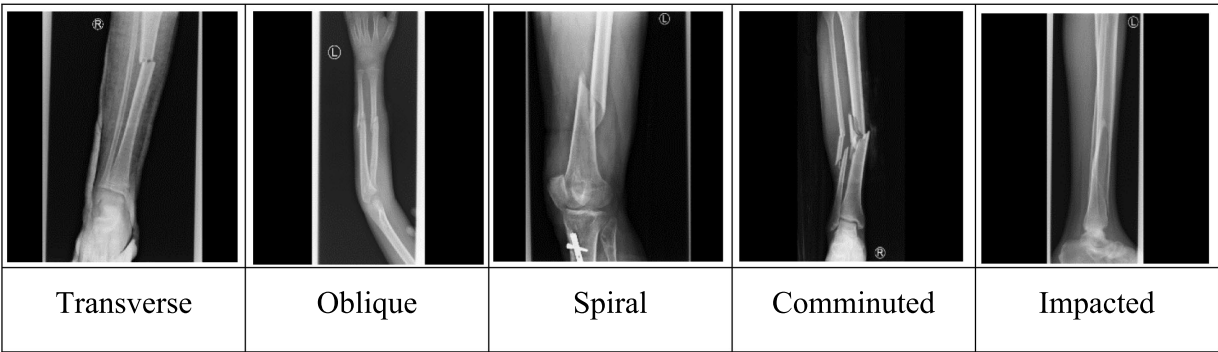 R
L
L
R
L
Transverse
Oblique
Spiral
Comminuted
Impacted